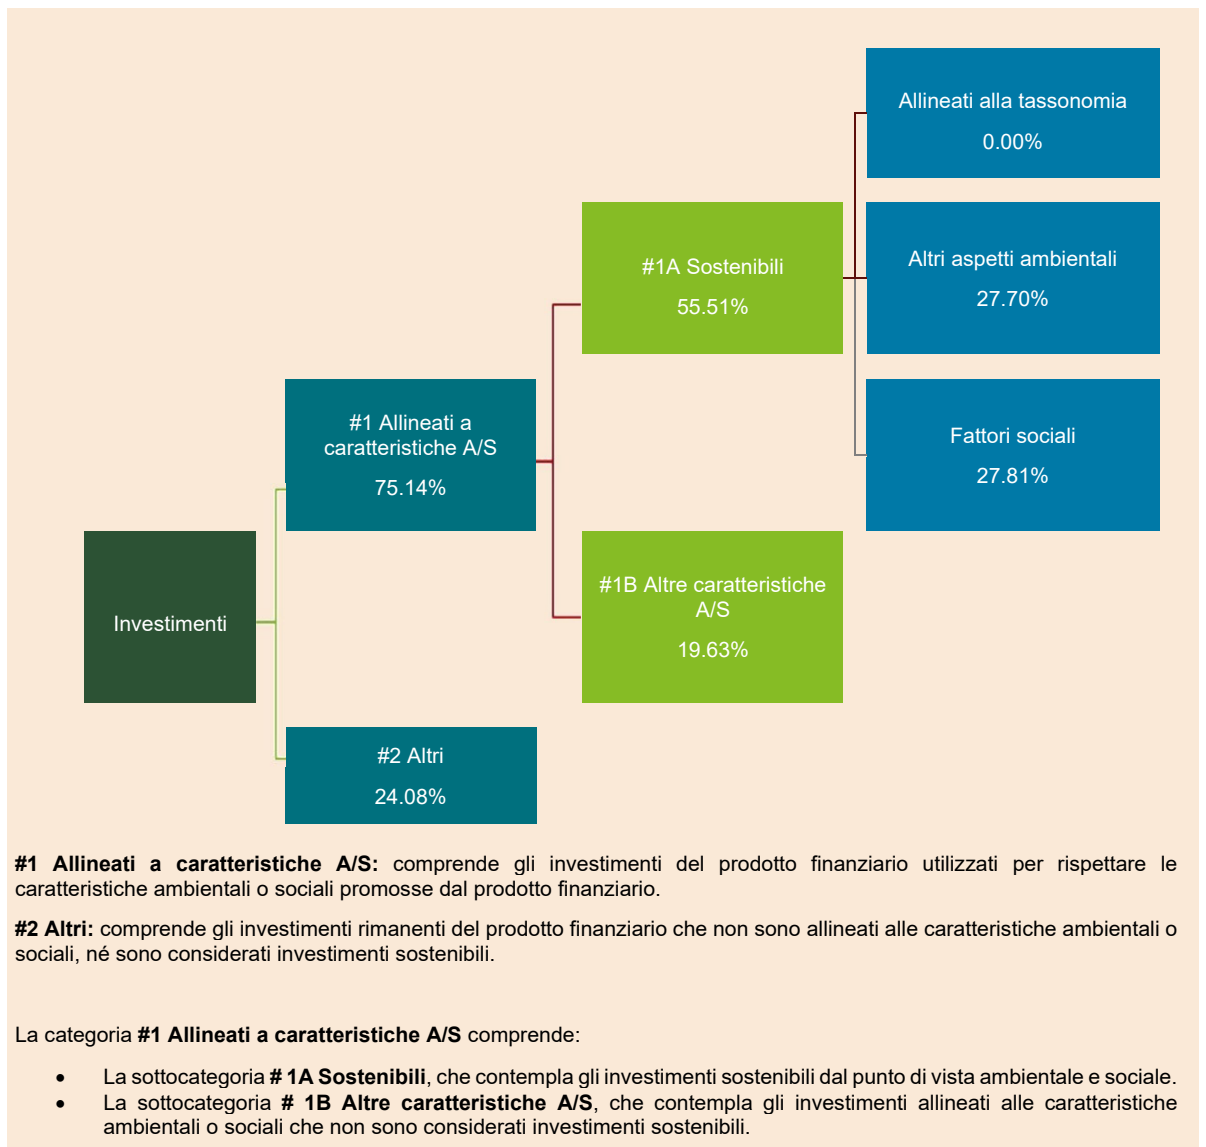 Allineati alla tassonomia
0.00%
#1A Sostenibili
55.51%
Altri aspetti ambientali
27.70%
#1 Allineati a
caratteristiche A/S
75.14%
Fattori sociali
27.81%
Investimenti
#1B Altre caratteristiche
A/S
19.63%
#2 Altri
24.08%
#1 Allineati a caratteristiche A/S: comprende gli investimenti del prodotto finanziario utilizzati per rispettare le
caratteristiche ambientali o sociali promosse dal prodotto finanziario.
#2 Altri: comprende gli investimenti rimanenti del prodotto finanziario che non sono allineati alle caratteristiche ambientali o
sociali, né sono considerati investimenti sostenibili.
La categoria #1 Allineati a caratteristiche A/S comprende:
• La sottocategoria # 1A Sostenibili, che contempla gli investimenti sostenibili dal punto di vista ambientale e sociale.
• La sottocategoria # 1B Altre caratteristiche A/S, che contempla gli investimenti allineati alle caratteristiche
ambientali o sociali che non sono considerati investimenti sostenibili.